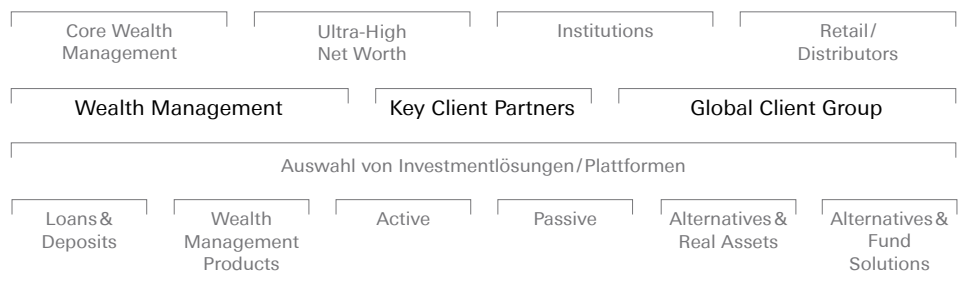 Core Wealth
Management
Ultra-High
Net Worth
Institutions
Retail/
Distributors
Wealth Management
Key Client Partners
Global Client Group
Auswahl von Investmentlösungen/Plattformen
Loans &
Deposits
Wealth
Management
Products
Active
Passive
Alternatives &
Real Assets
Alternatives &
Fund
Solutions